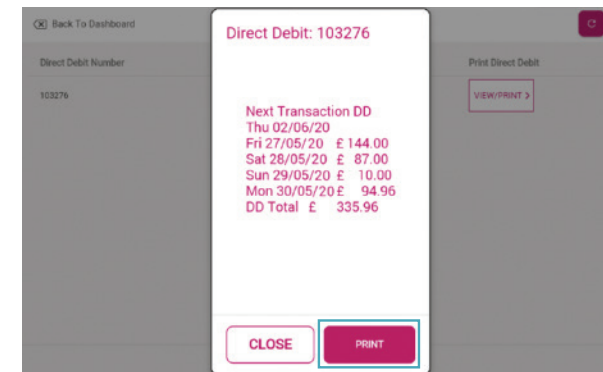 Back To Dashboard
Direct Debit Number
Print Direct Debit
103276
VIEW/PRINT >
Direct Debit: 103276
Next Transaction DD
Thu 02/06/20
Fri 27/05/20 £ 144.00
Sat 28/05/20 £ 87.00
Sun 29/05/20 £ 10.00
Mon 30/05/20 £ 94.96
DD Total £ 335.96
CLOSE
PRINT